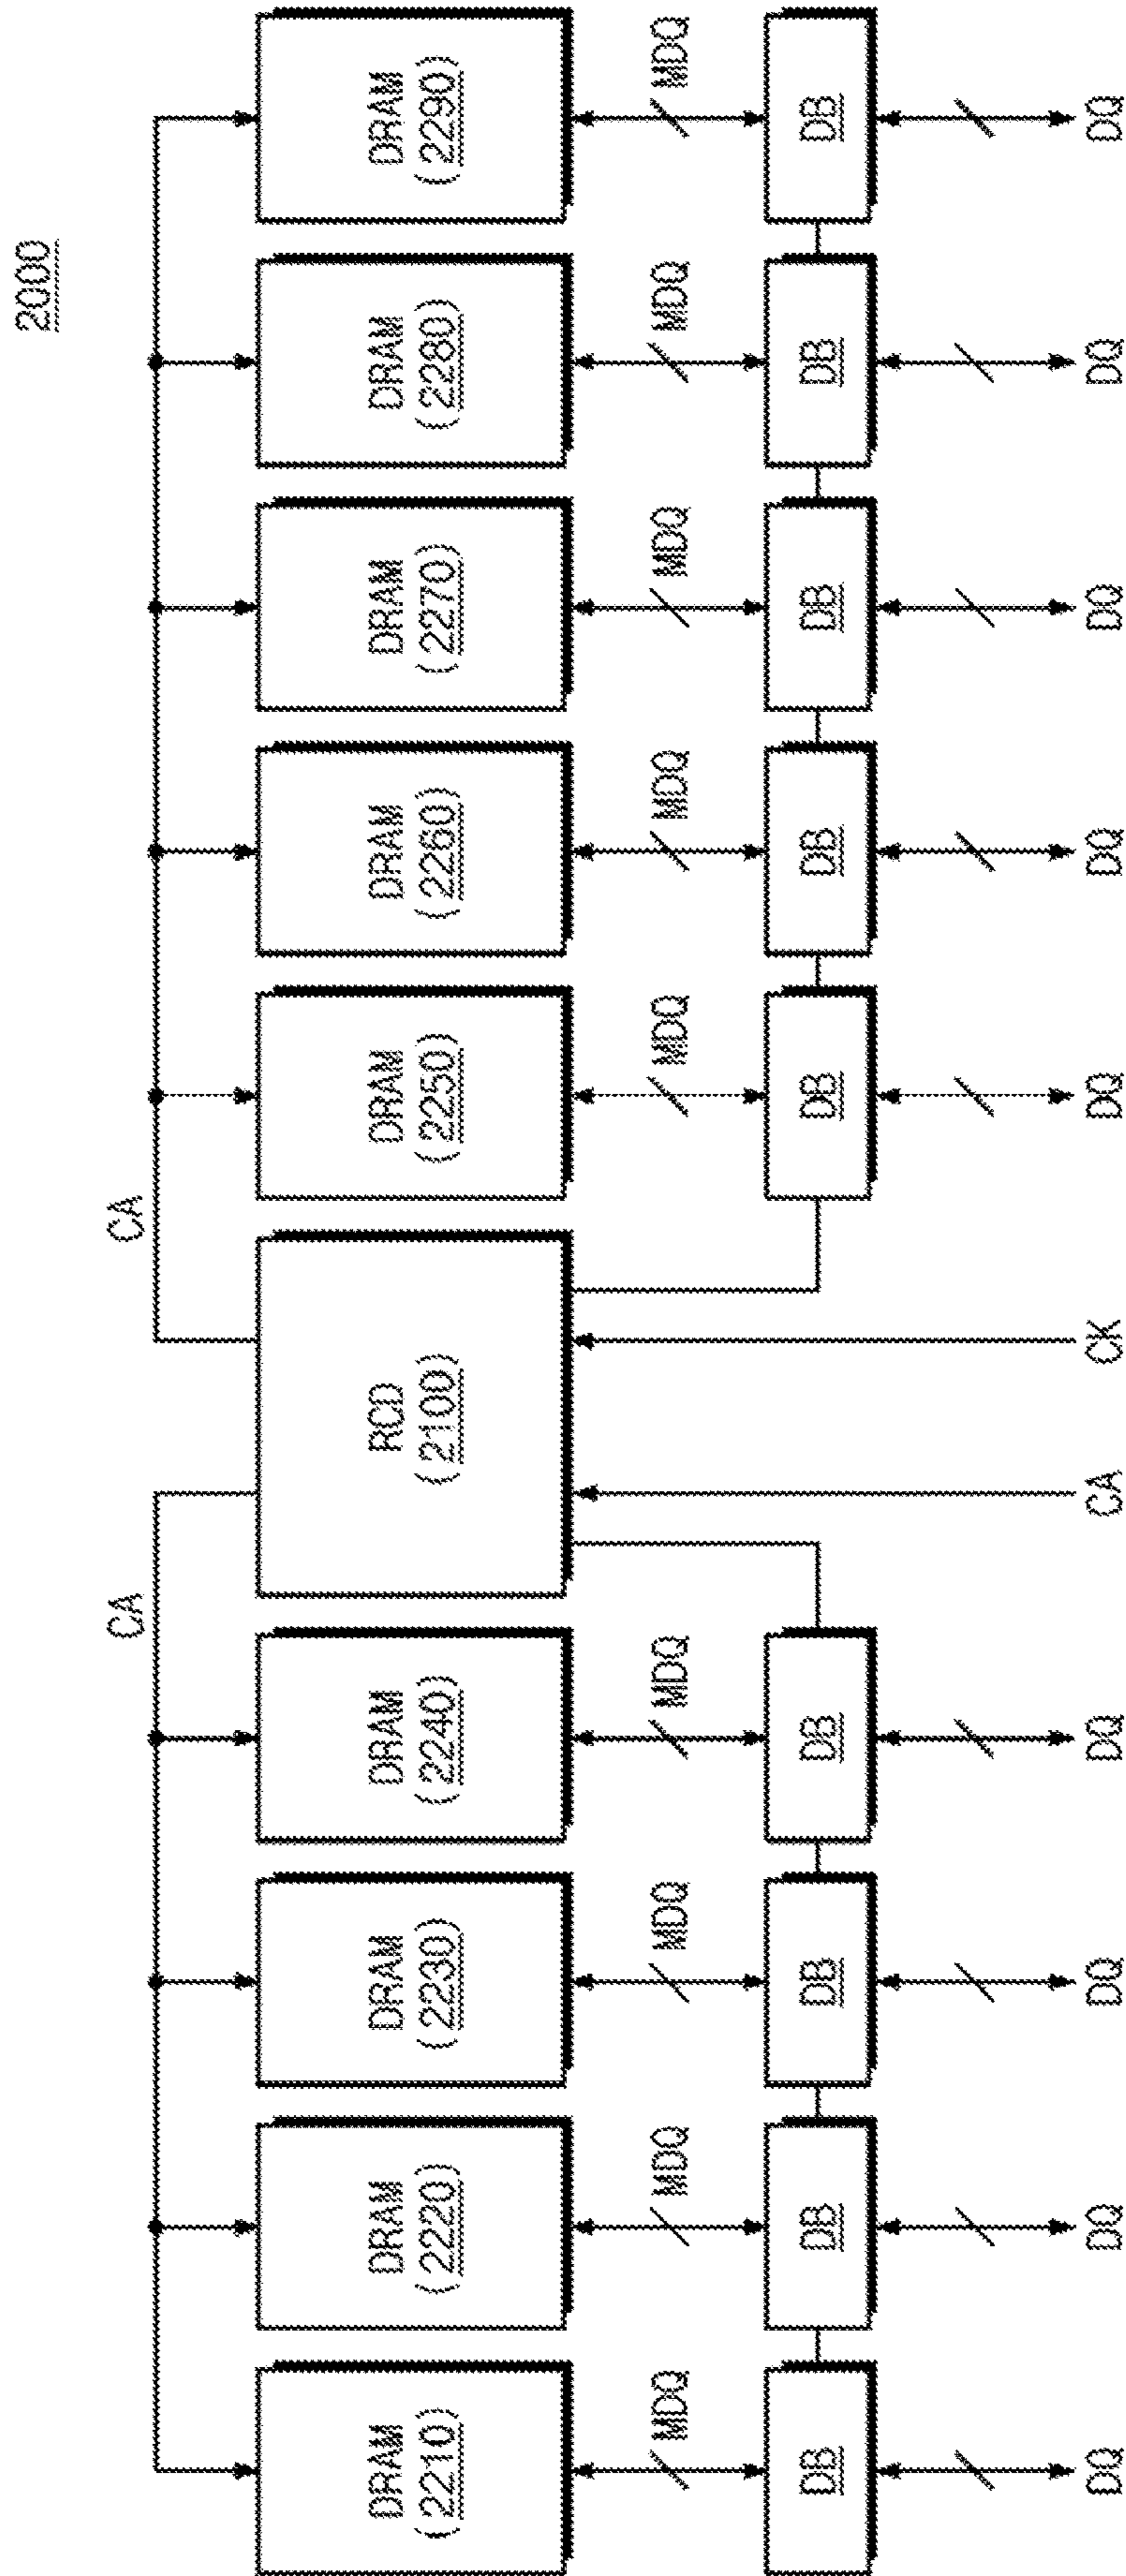 2000
CA
CA
DRAM
(2210)
DRAM
(2220)
DRAM
(2230)
DRAM
(2240)
RCD
(2100)
DRAM
(2250)
DRAM
(2260)
DRAM
(2270)
DRAM
(2280)
DRAM
(2290)
MDQ
MDQ
MDQ
MDQ
MDQ
MDQ
MDQ
MDQ
MDQ
DB
DB
DB
DB
DB
DB
DB
DB
DB
DQ
DQ
DQ
DQ
CA
CK
DQ
DQ
DQ
DQ
DQ